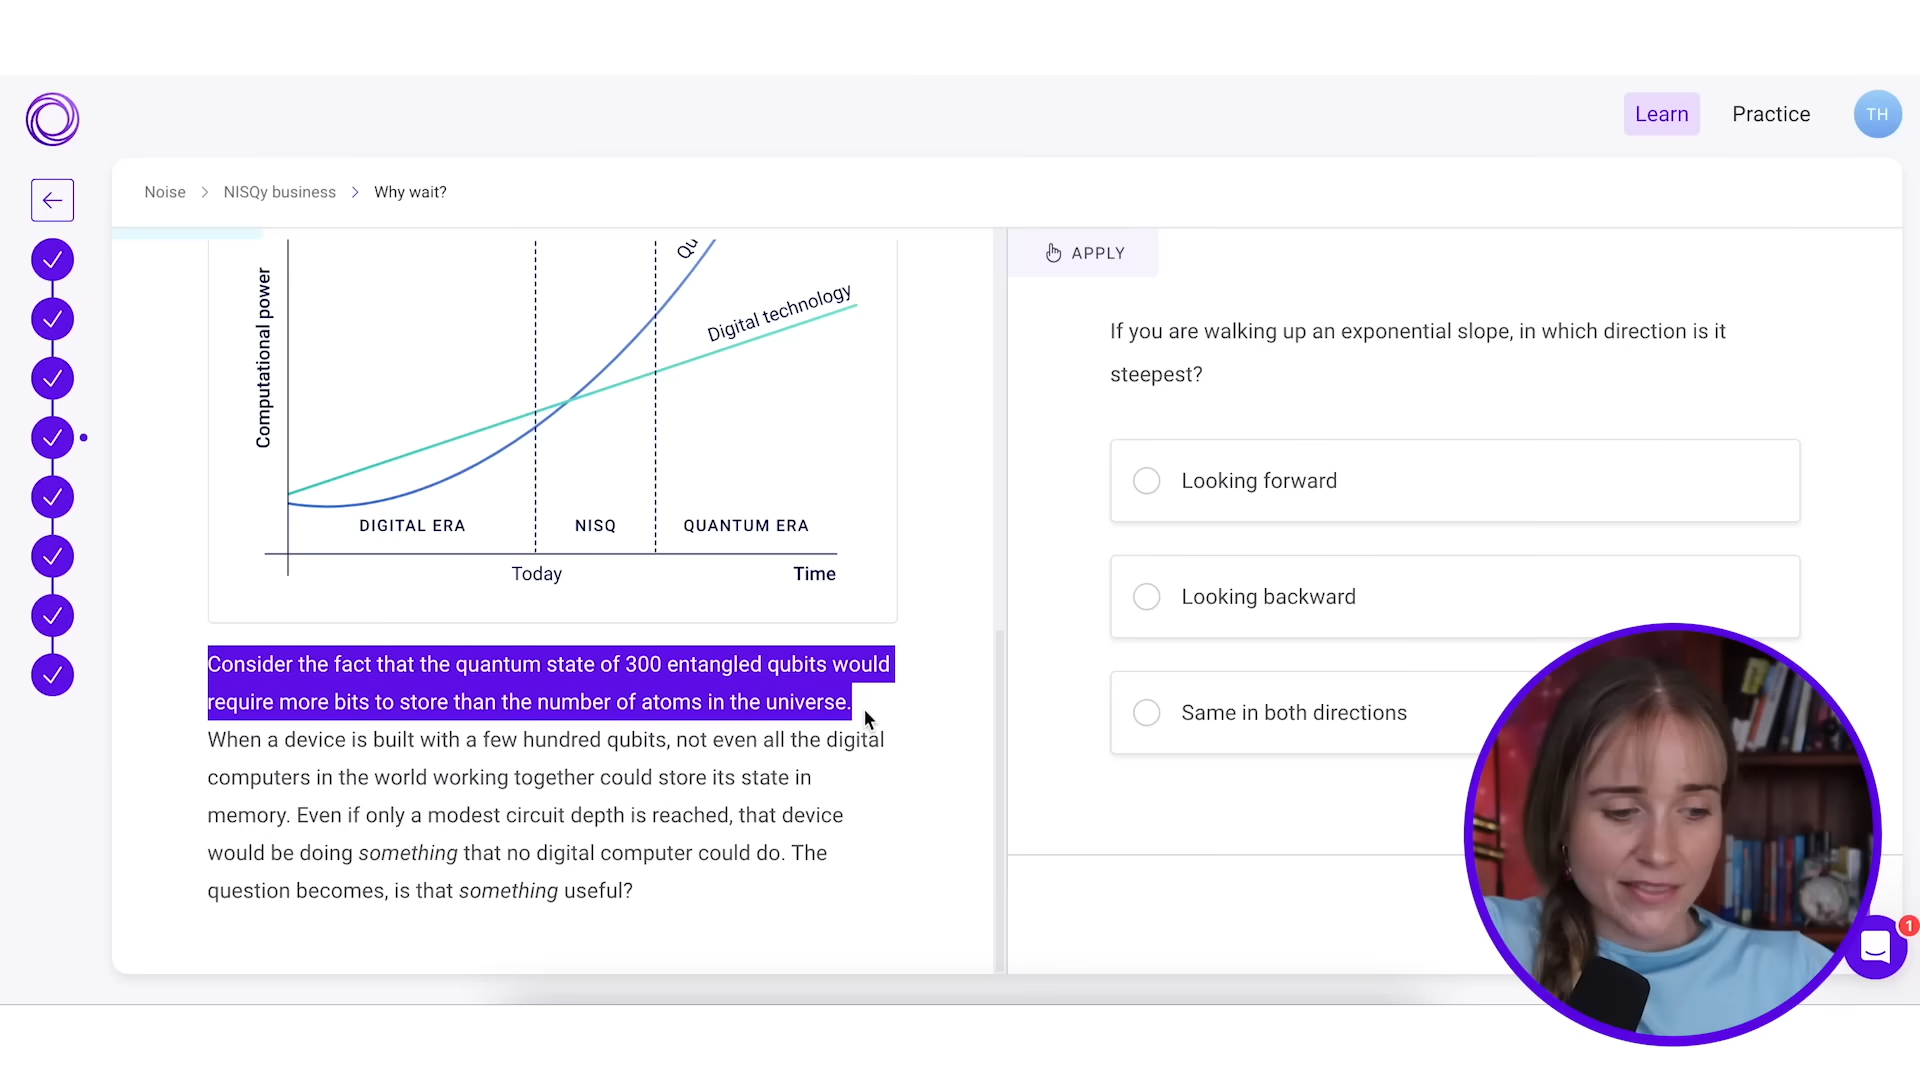 Learn
Practice
TH
Noise > NISQy business > Why wait?
Computational power
Qu
Digital technology
DIGITAL ERA
NISQ
QUANTUM ERA
Today
Time
Consider the fact that the quantum state of 300 entangled qubits would
require more bits to store than the number of atoms in the universe.
When a device is built with a few hundred qubits, not even all the digital
computers in the world working together could store its state in
memory. Even if only a modest circuit depth is reached, that device
would be doing something that no digital computer could do. The
question becomes, is that something useful?
APPLY
If you are walking up an exponential slope, in which direction is it
steepest?
Looking forward
Looking backward
Same in both directions
1